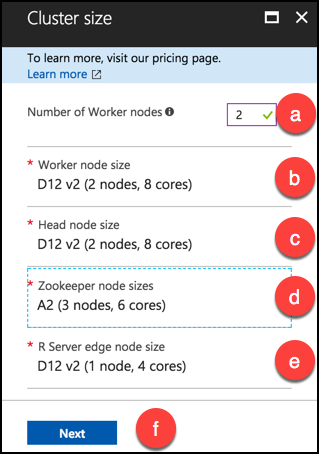 Cluster size
To learn more, visit our pricing page.
Learn more
Number of Worker nodes
2
a
* Worker node size
D12 v2 (2 nodes, 8 cores)
b
* Head node size
D12 v2 (2 nodes, 8 cores)
c
* Zookeeper node sizes
A2 (3 nodes, 6 cores)
d
* R Server edge node size
D12 v2 (1 node, 4 cores)
e
Next
f